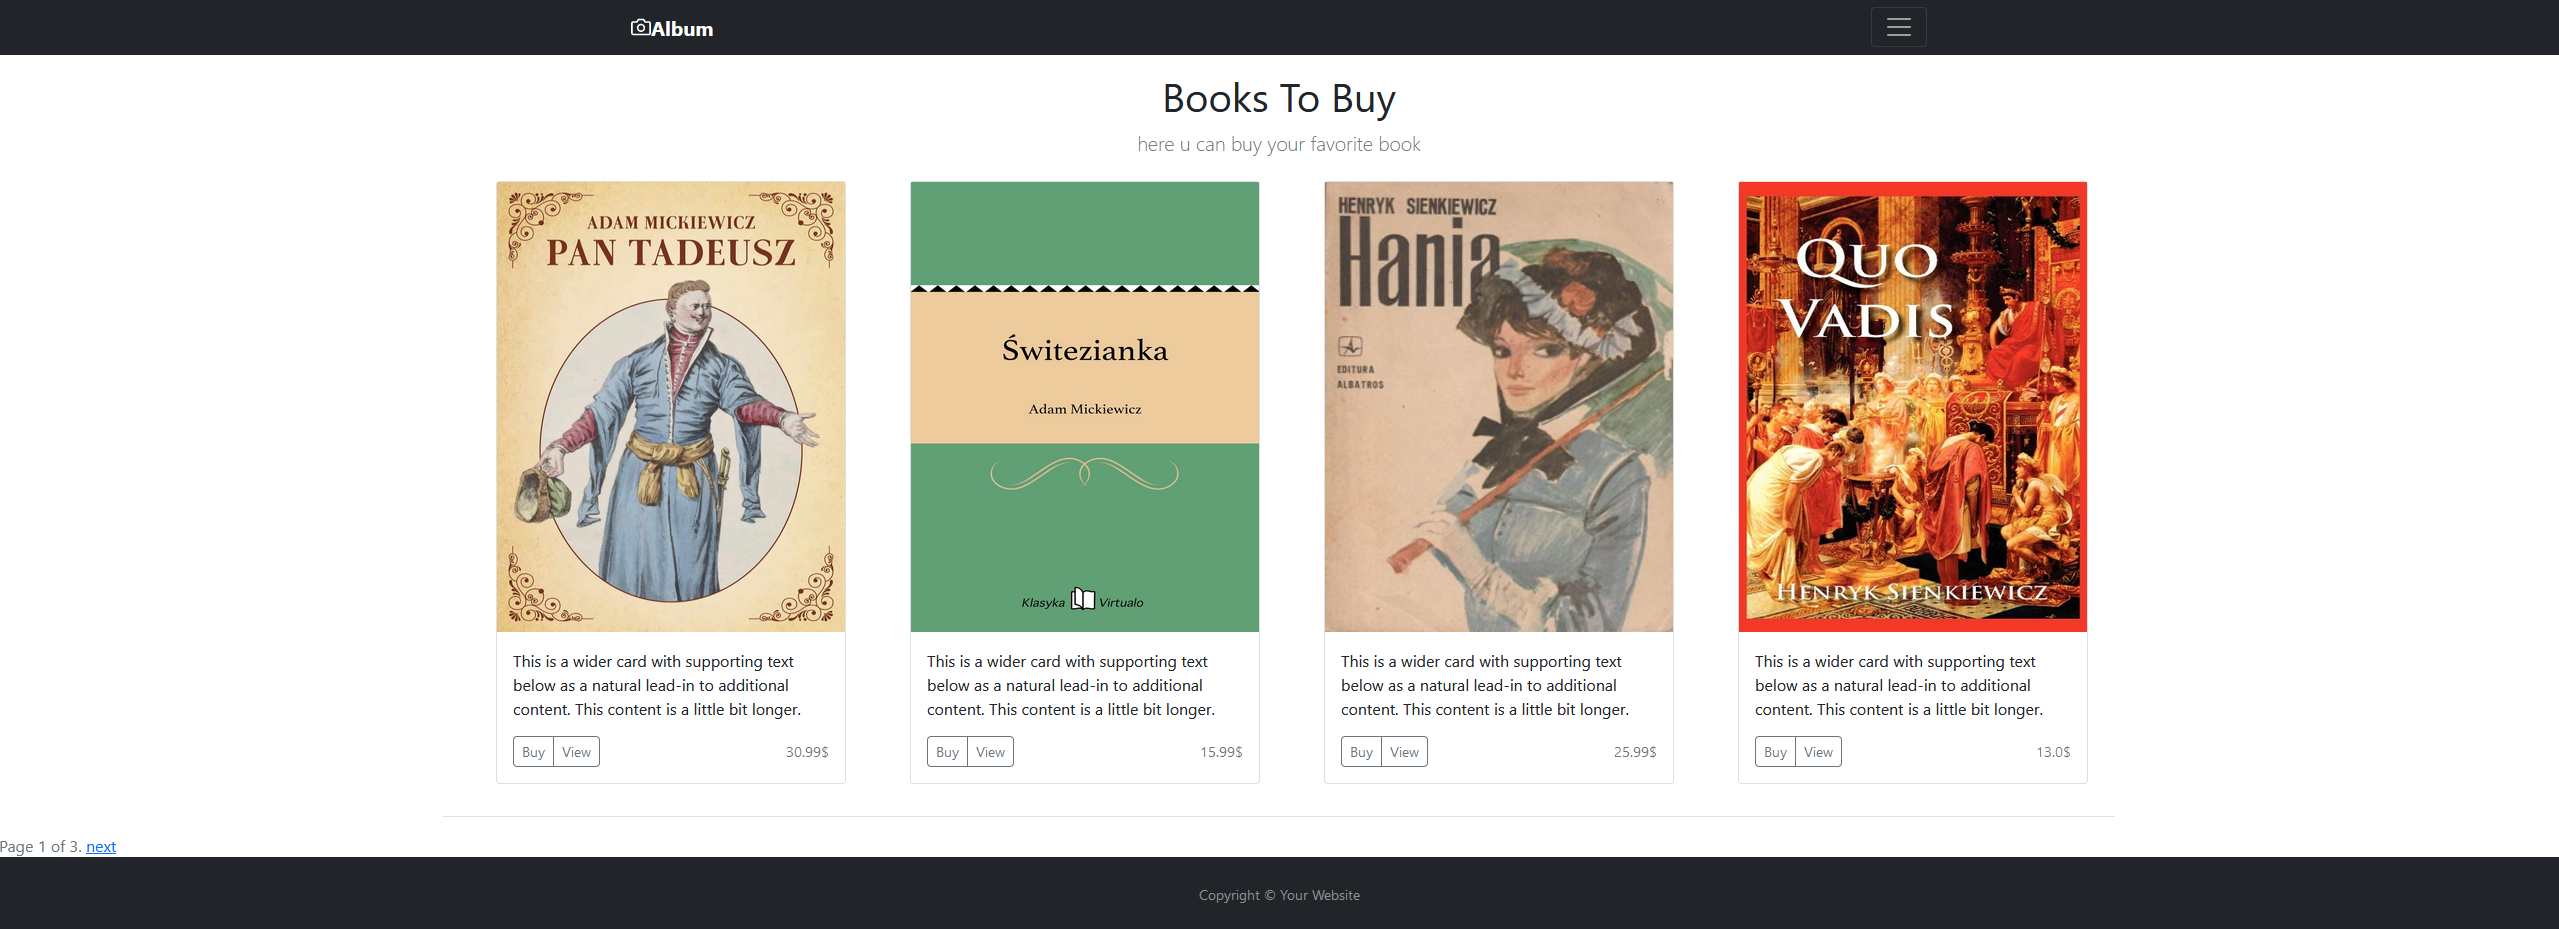 Album
Books To Buy
here u can buy your favorite book
ADAM MICKIEWICZ
PAN TADEUSZ
This is a wider card with supporting text
below as a natural lead-in to additional
content. This content is a little bit longer.
Buy View 30.99$
Świtezianka
Adam Mickiewicz
Klasyka Virtualo
This is a wider card with supporting text
below as a natural lead-in to additional
content. This content is a little bit longer.
Buy View 15.99$
HENRYK SIENKIEWICZ
Hania
EDITURA
ALBATROS
This is a wider card with supporting text
below as a natural lead-in to additional
content. This content is a little bit longer.
Buy View 25.99$
QUO
VADIS
HENRYK SIENKIEWICZ
This is a wider card with supporting text
below as a natural lead-in to additional
content. This content is a little bit longer.
Buy View 13.0$
Page 1 of 3. next
Copyright © Your Website